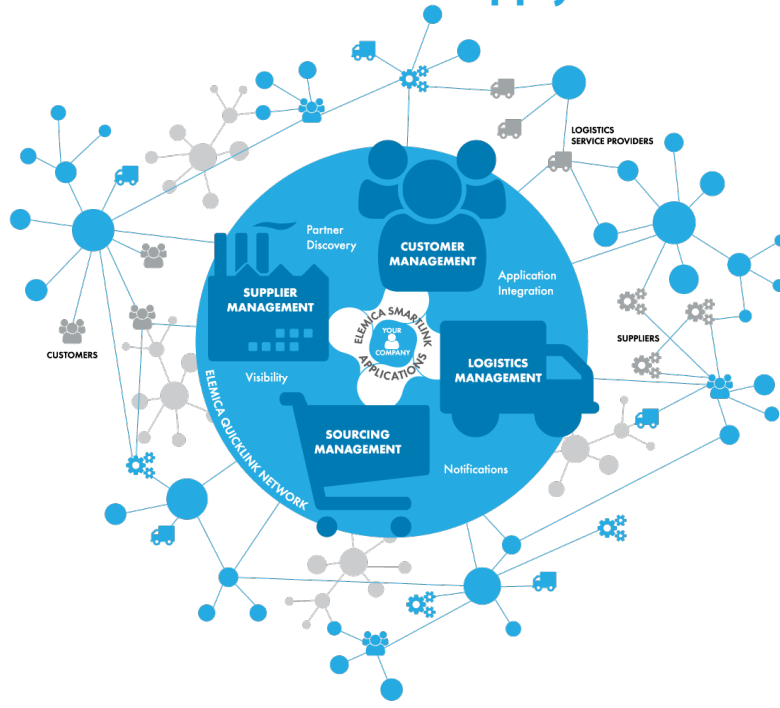 LOGISTICS
SERVICE PROVIDERS
Partner
Discovery
CUSTOMER
MANAGEMENT
Application
Integration
SUPPLIER
MANAGEMENT
ELEMICA SMARTLINK
APPLICATIONS
YOUR
COMPANY
SUPPLIERS
CUSTOMERS
LOGISTICS
MANAGEMENT
Visibility
SOURCING
MANAGEMENT
Notifications
ELEMICA QUICKLINK NETWORK